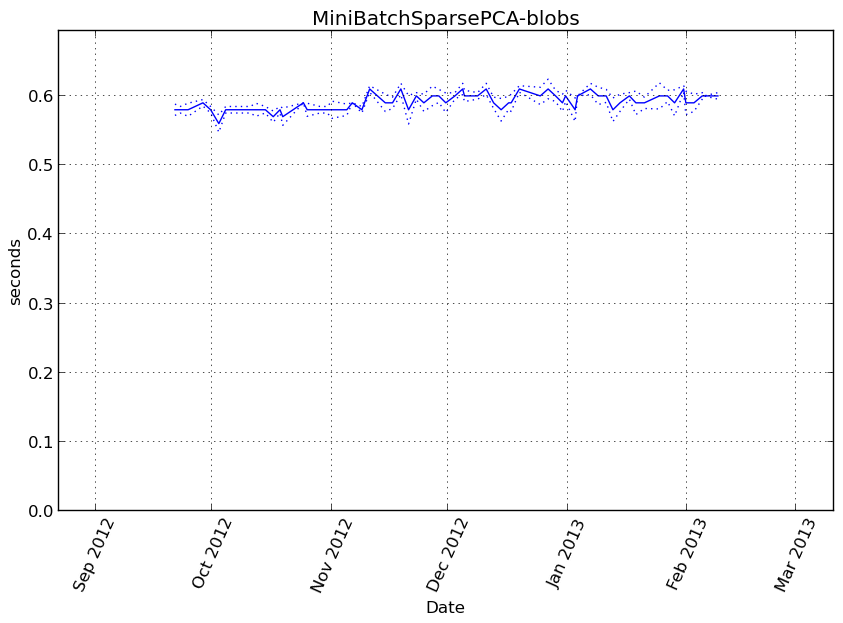 MiniBatchSparsePCA-blobs
0.6
0.5
0.4
0.3
0.2
0.1
0.0
seconds
Sep 2012
Oct 2012
Nov 2012
Dec 2012
Jan 2013
Feb 2013
Mar 2013
Date